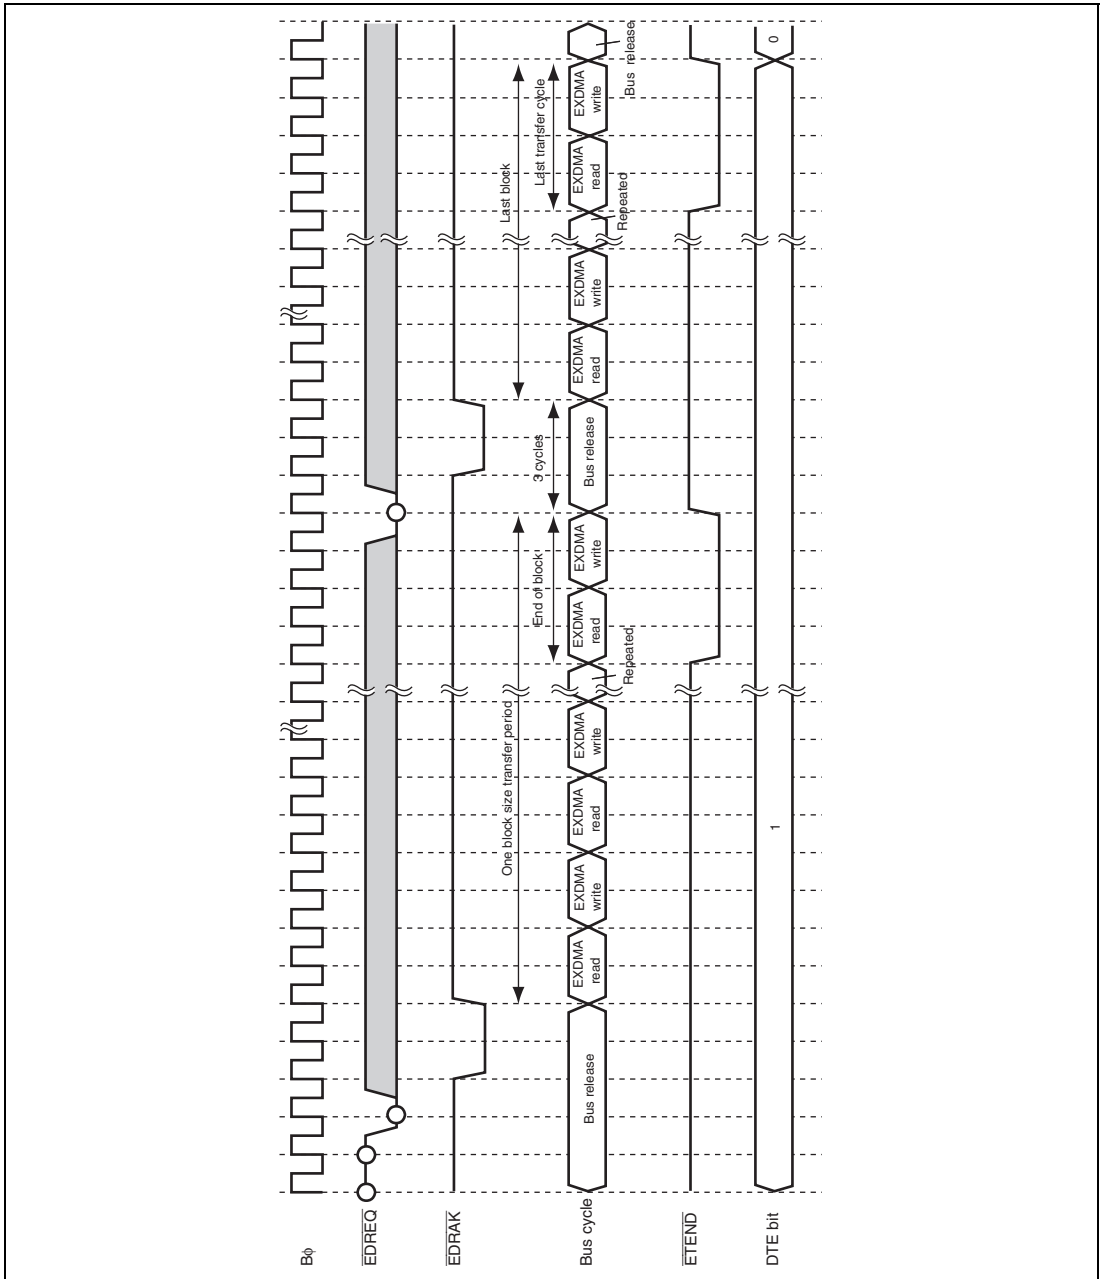 Bϕ
EDREQ
EDRAK
One block size transfer period
Last block
End of block
3 cycles
Last transfer cycle
Bus cycle
Bus release
EXDMA
read
EXDMA
write
EXDMA
read
EXDMA
write
Repeated
EXDMA
read
EXDMA
write
Bus release
EXDMA
read
EXDMA
write
Repeated
EXDMA
read
EXDMA
write
Bus release
ETEND
DTE bit
1
0